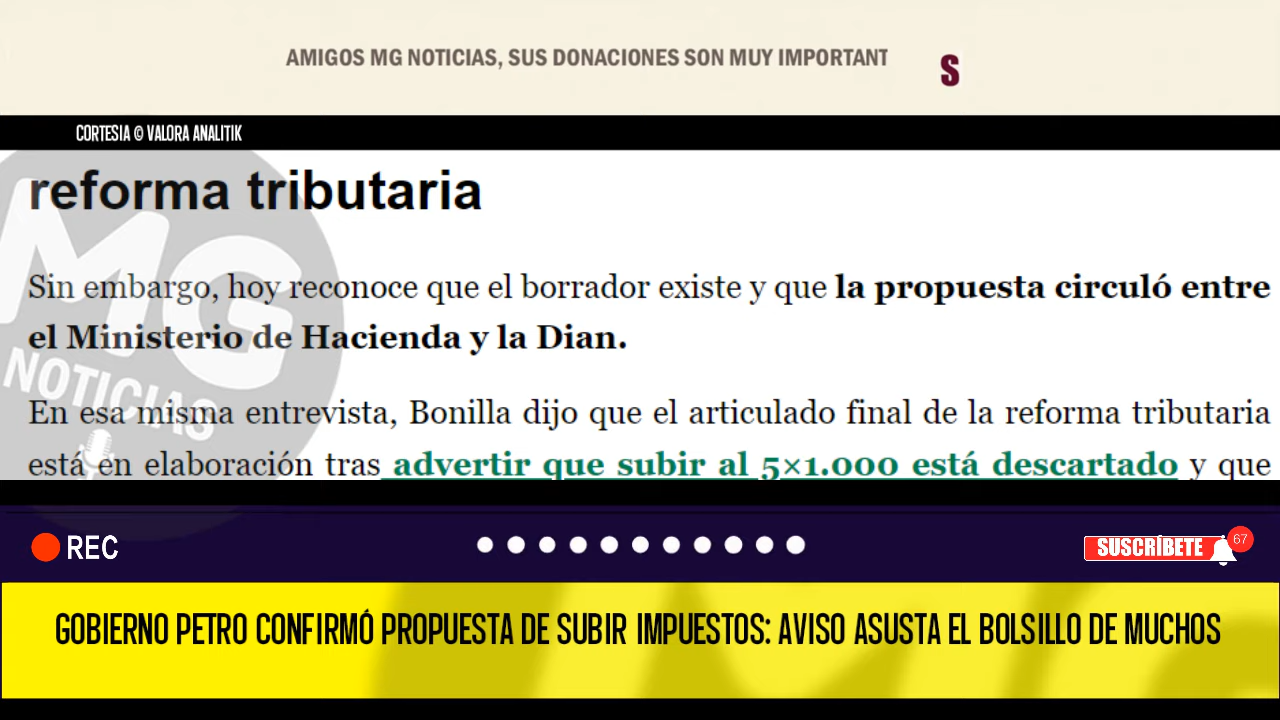 AMIGOS MG NOTICIAS, SUS DONACIONES SON MUY IMPORTANT
S
CORTESIA © VALORA ANALITIK
reforma tributaria
Sin embargo, hoy reconoce que el borrador existe y que la propuesta circuló entre
el Ministerio de Hacienda y la Dian.
En esa misma entrevista, Bonilla dijo que el articulado final de la reforma tributaria
está en elaboración tras advertir que subir al 5×1.000 está descartado y que
MG
NOTICIAS
REC
SUSCRÍBETE
67
GOBIERNO PETRO CONFIRMÓ PROPUESTA DE SUBIR IMPUESTOS: AVISO ASUSTA EL BOLSILLO DE MUCHOS